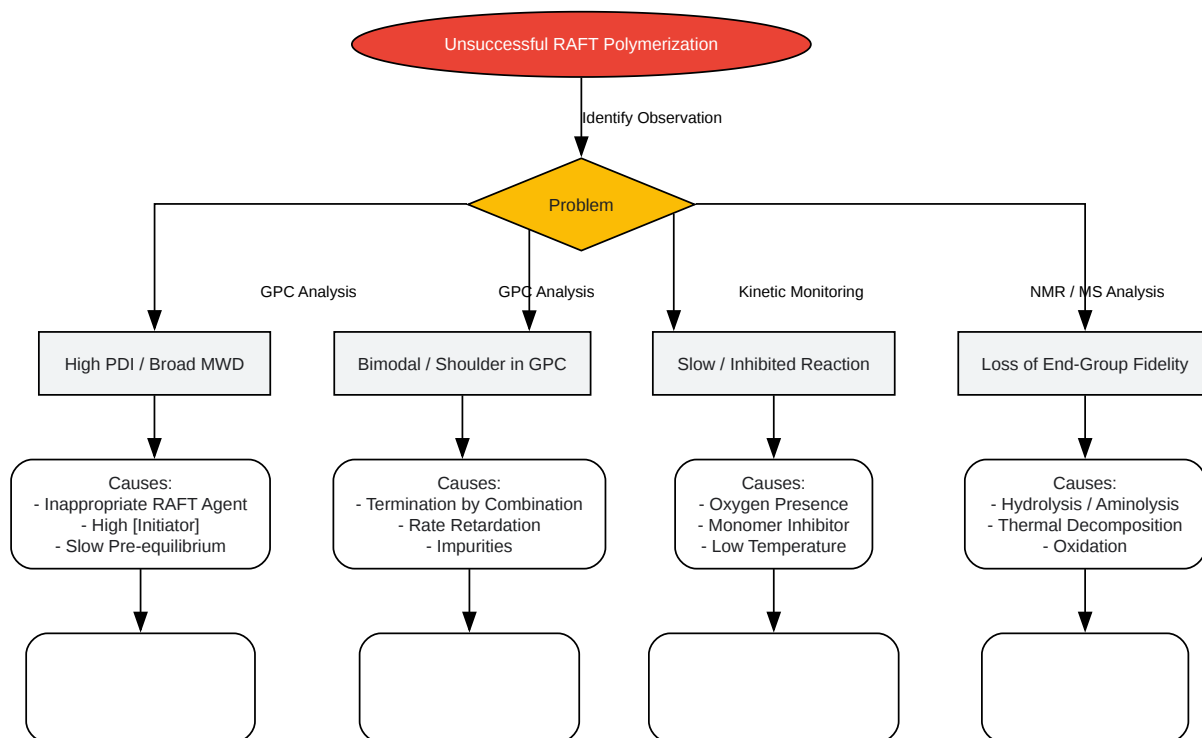 Unsuccessful RAFT Polymerization
Identify Observation
Problem
GPC Analysis
GPC Analysis
Kinetic Monitoring
NMR / MS Analysis
High PDI / Broad MWD
Bimodal / Shoulder in GPC
Slow / Inhibited Reaction
Loss of End-Group Fidelity
Causes:
- Inappropriate RAFT Agent
- High [Initiator]
- Slow Pre-equilibrium
Causes:
- Termination by Combination
- Rate Retardation
- Impurities
Causes:
- Oxygen Presence
- Monomer Inhibitor
- Low Temperature
Causes:
- Hydrolysis / Aminolysis
- Thermal Decomposition
- Oxidation